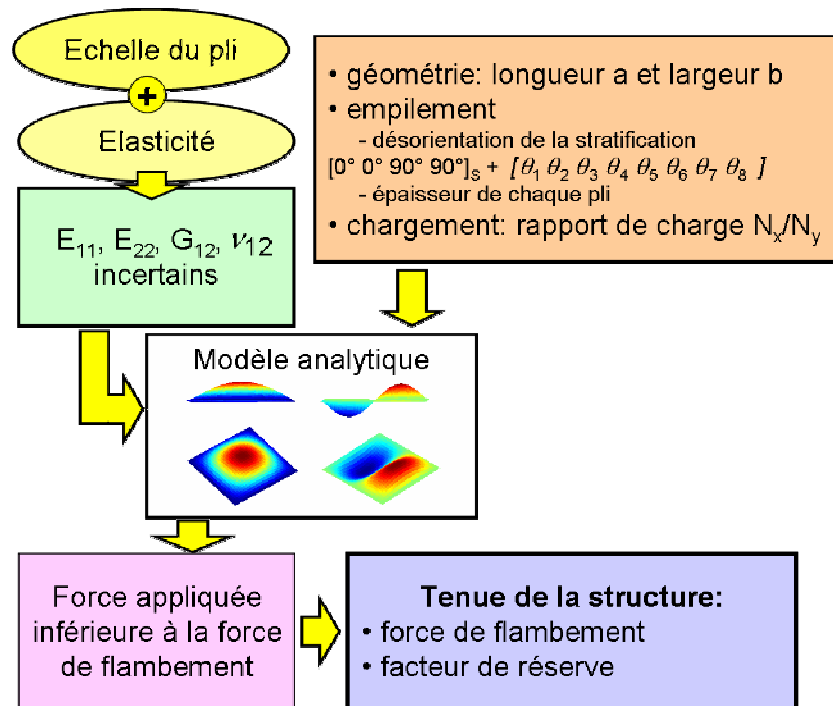 Echelle du pli
+
Elasticité
E11, E22, G12, ν12
incertains
• géométrie: longueur a et largeur b
• empilement
- désorientation de la stratification
[0° 0° 90° 90°]s + [θ1 θ2 θ3 θ4 θ5 θ6 θ7 θ8 ]
- épaisseur de chaque pli
• chargement: rapport de charge Nx/Ny
Modèle analytique
Force appliquée
inférieure à la force
de flambement
Tenue de la structure:
• force de flambement
• facteur de réserve